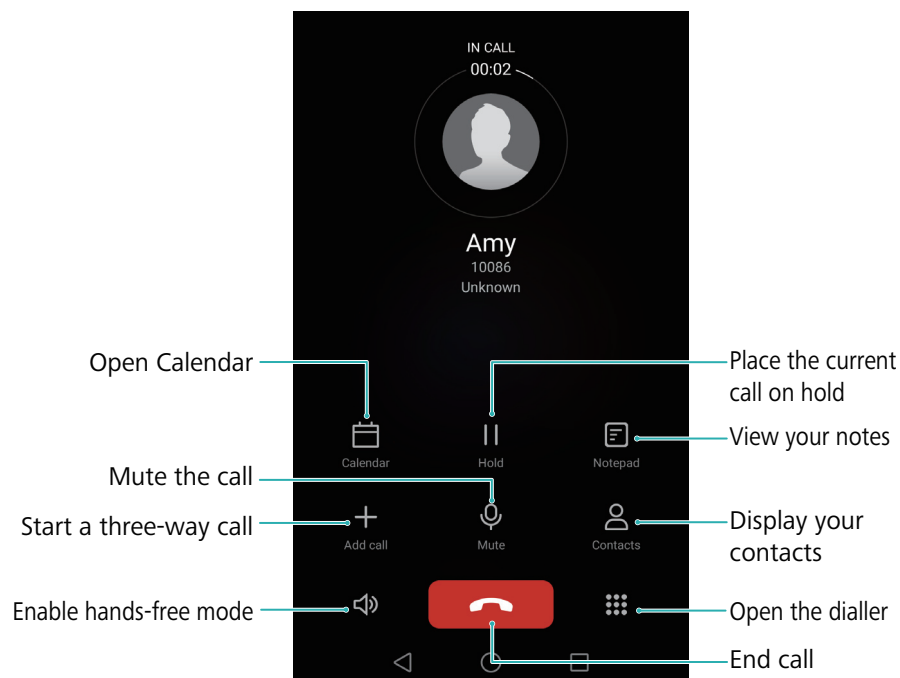 IN CALL
00:02
Amy
10086
Unknown
Open Calendar
Place the current
call on hold
Calendar
Hold
Notepad
View your notes
Mute the call
Start a three-way call
Add call
Mute
Contacts
Display your
contacts
Enable hands-free mode
Open the dialler
End call